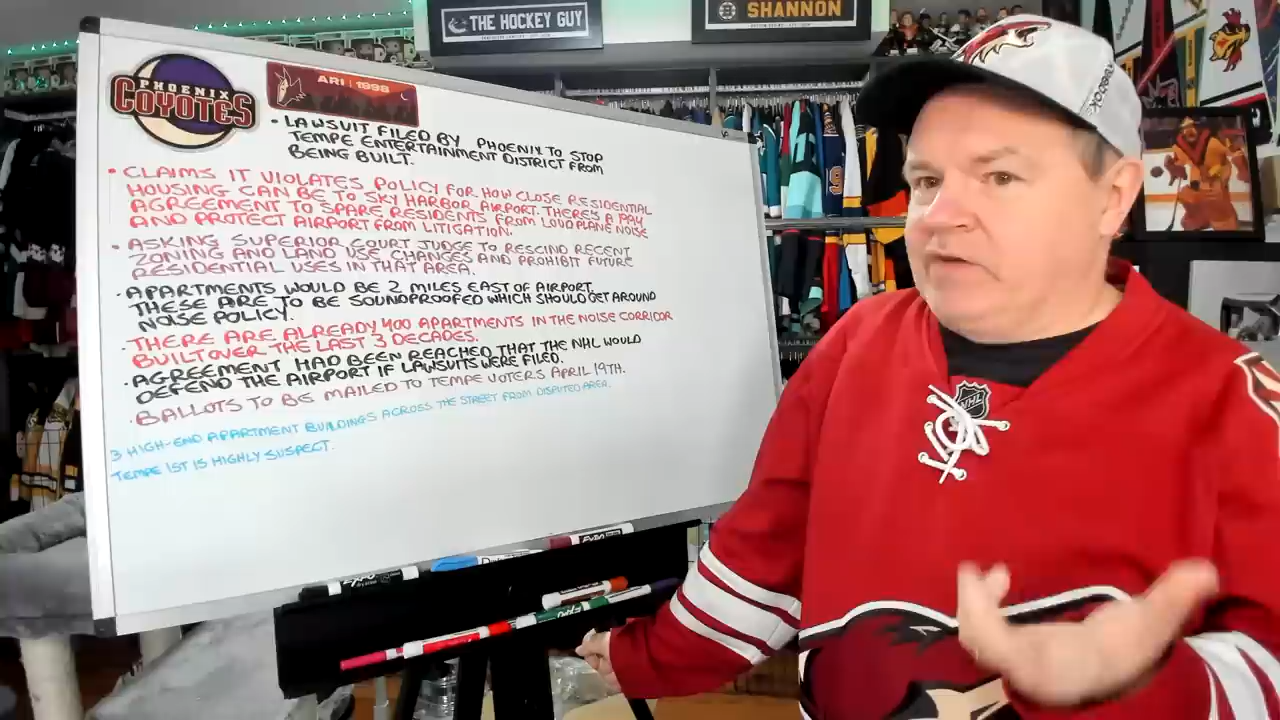 THE HOCKEY GUY
SHANNON
PHOENIX
COYOTES
ARI | 1998
• LAWSUIT FILED BY PHOENIX TO STOP
TEMPE ENTERTAINMENT DISTRICT FROM
BEING BUILT.
• CLAIMS IT VIOLATES POLICY FOR HOW CLOSE RESIDENTIAL
HOUSING CAN BE TO SKY HARBOR AIRPORT. THERE'S A PAY
AGREEMENT TO SPARE RESIDENTS FROM LOUD PLANE NOISE
AND PROTECT AIRPORT FROM LITIGATION.
• ASKING SUPERIOR COURT JUDGE TO RESCIND RECENT
ZONING AND LAND USE CHANGES AND PROHIBIT FUTURE
RESIDENTIAL USES IN THAT AREA.
• APARTMENTS WOULD BE 2 MILES EAST OF AIRPORT.
THESE ARE TO BE SOUNDPROOFED WHICH SHOULD GET AROUND
NOISE POLICY.
• THERE ARE ALREADY 400 APARTMENTS IN THE NOISE CORRIDOR
BUILT OVER THE LAST 3 DECADES.
• AGREEMENT HAD BEEN REACHED THAT THE NHL WOULD
DEFEND THE AIRPORT IF LAWSUITS WERE FILED.
• BALLOTS TO BE MAILED TO TEMPE VOTERS APRIL 19TH.
3 HIGH-END APARTMENT BUILDINGS ACROSS THE STREET FROM DISPUTED AREA.
TEMPE 1ST IS HIGHLY SUSPECT.
NHL
EXPO
EXPO
EXPO